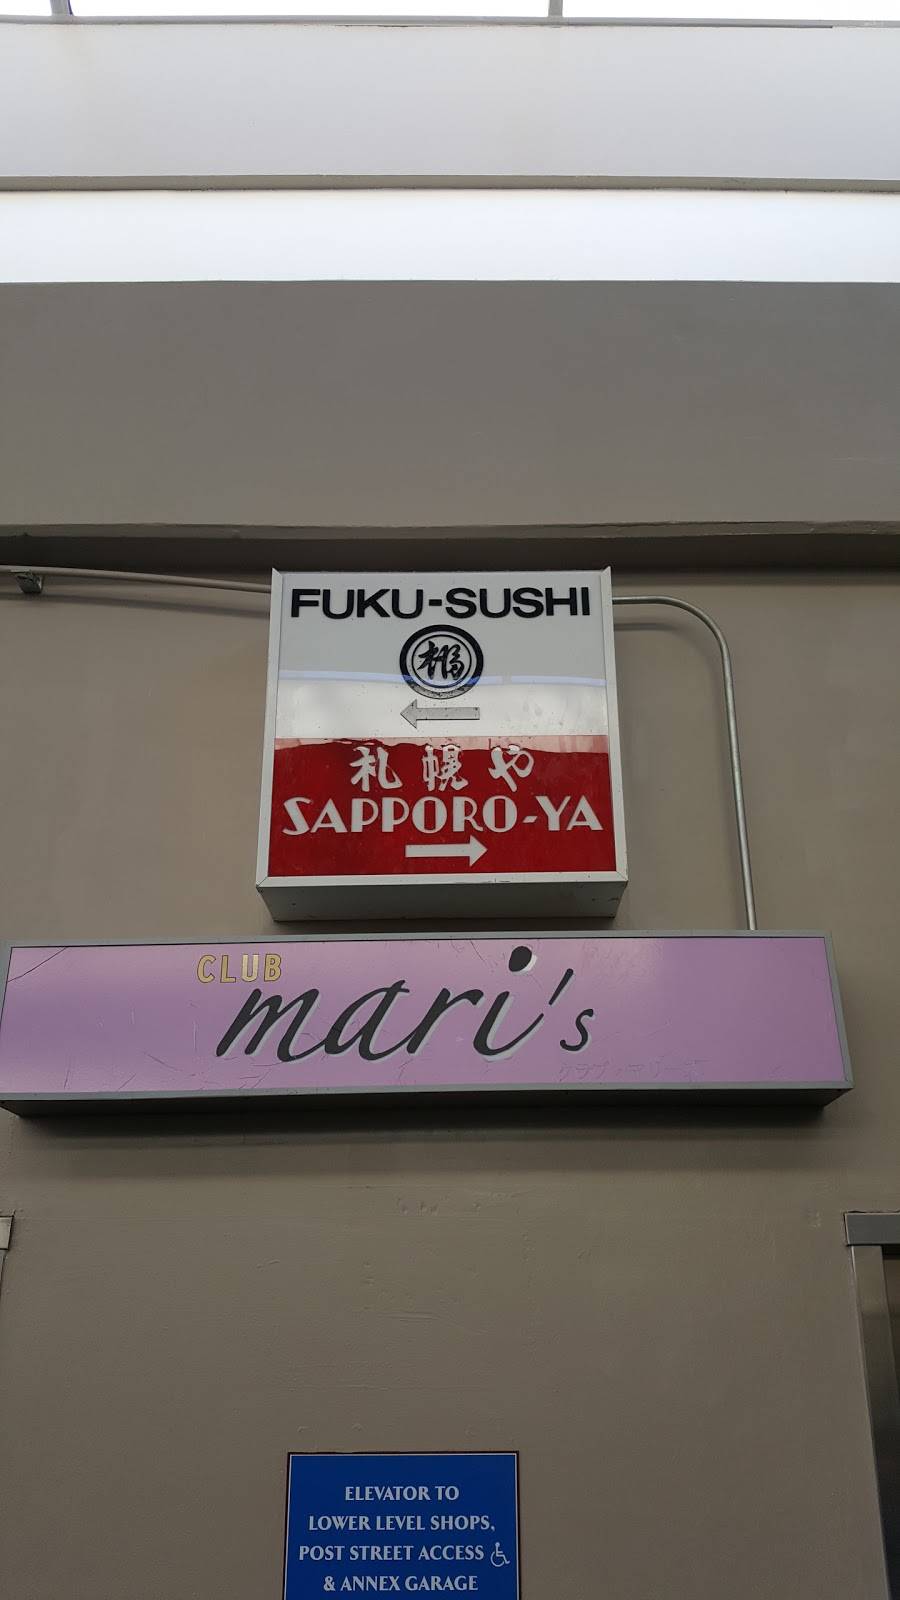 FUKU-SUSHI
札幌や
SAPPORO-YA
CLUB
mari's
ELEVATOR TO
LOWER LEVEL SHOPS,
POST STREET ACCESS
& ANNEX GARAGE